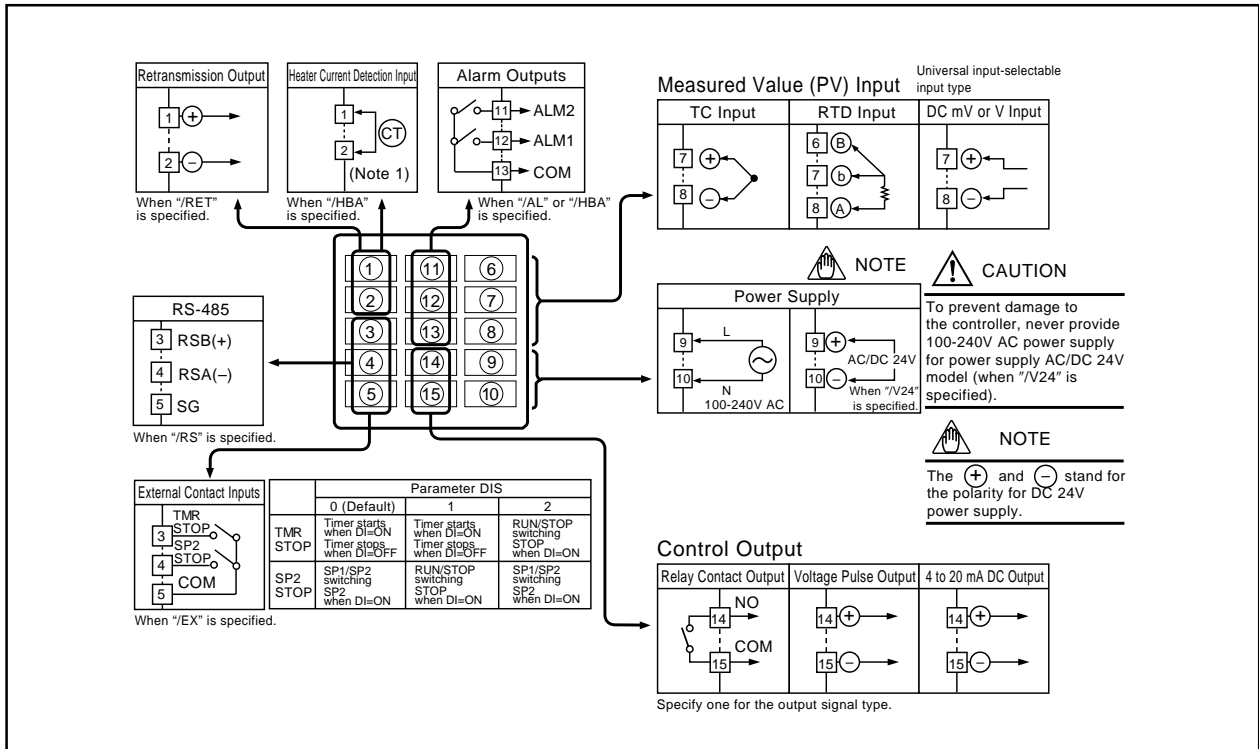 Retransmission Output
1 +
2 –
When “/RET”
is specified.
Heater Current Detection Input
1
CT
2
(Note 1)
When “/HBA”
is specified.
Alarm Outputs
11 ALM2
12 ALM1
13 COM
When “/AL” or “/HBA”
is specified.
Measured Value (PV) Input
Universal input-selectable
input type
TC Input
7 +
8 –
RTD Input
6 B
7 b
8 A
DC mV or V Input
7 +
8 –
1 11 6
2 12 7
3 13 8
4 14 9
5 15 10
RS-485
3 RSB(+)
4 RSA(–)
5 SG
When “/RS” is specified.
NOTE
Power Supply
9 L
10 N
100-240V AC
9 +
AC/DC 24V
10 –
When "/V24"
is specified.
CAUTION
To prevent damage to
the controller, never provide
100-240V AC power supply
for power supply AC/DC 24V
model (when "/V24" is
specified).
NOTE
The + and – stand for
the polarity for DC 24V
power supply.
External Contact Inputs
TMR
3 STOP
SP2
4 STOP
COM
5
When “/EX” is specified.
Parameter DIS
0 (Default) 1 2
TMR
STOP
Timer starts
when DI=ON
Timer stops
when DI=OFF
Timer starts
when DI=ON
Timer stops
when DI=OFF
RUN/STOP
switching
STOP
when DI=ON
SP2
STOP
SP1/SP2
switching
SP2
when DI=ON
RUN/STOP
switching
STOP
when DI=ON
SP1/SP2
switching
SP2
when DI=ON
Control Output
Relay Contact Output
14 NO
15 COM
Voltage Pulse Output
14 +
15 –
4 to 20 mA DC Output
14 +
15 –
Specify one for the output signal type.